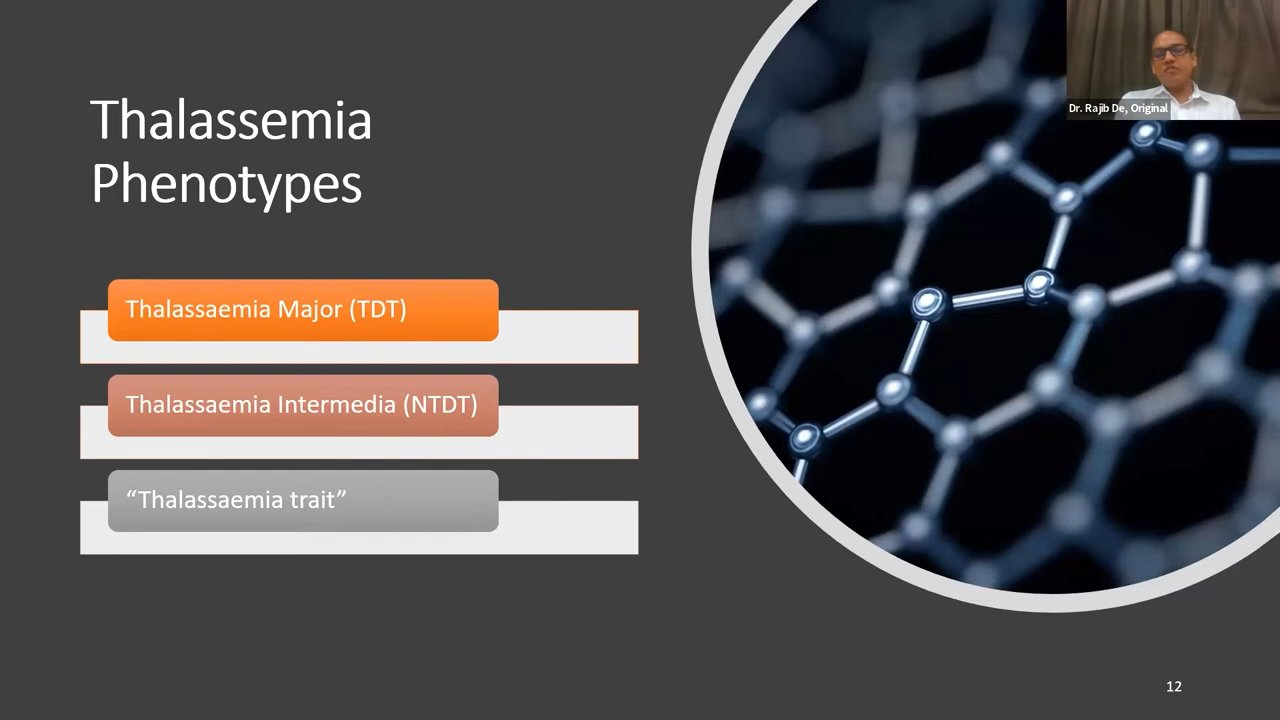 Thalassemia
Phenotypes
Thalassaemia Major (TDT)
Thalassaemia Intermedia (NTDT)
“Thalassaemia trait”
Dr. Rajib De, Original
12